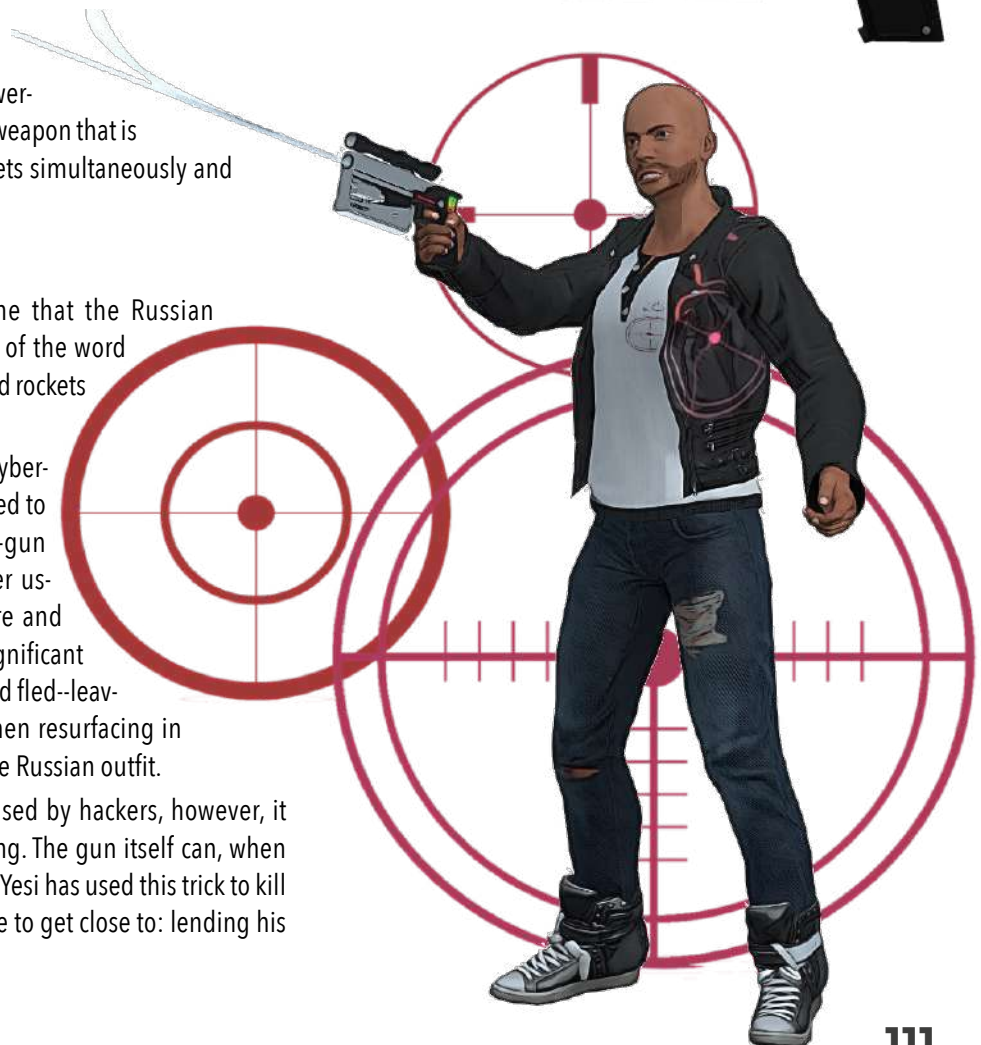 wer-
weapon that is
ets simultaneously and
ne that the Russian
of the word
d rockets
yber-
ed to
-gun
er us-
re and
gnificant
d fled--leav-
hen resurfacing in
e Russian outfit.
sed by hackers, however, it
ng. The gun itself can, when
Yesi has used this trick to kill
e to get close to: lending his
111